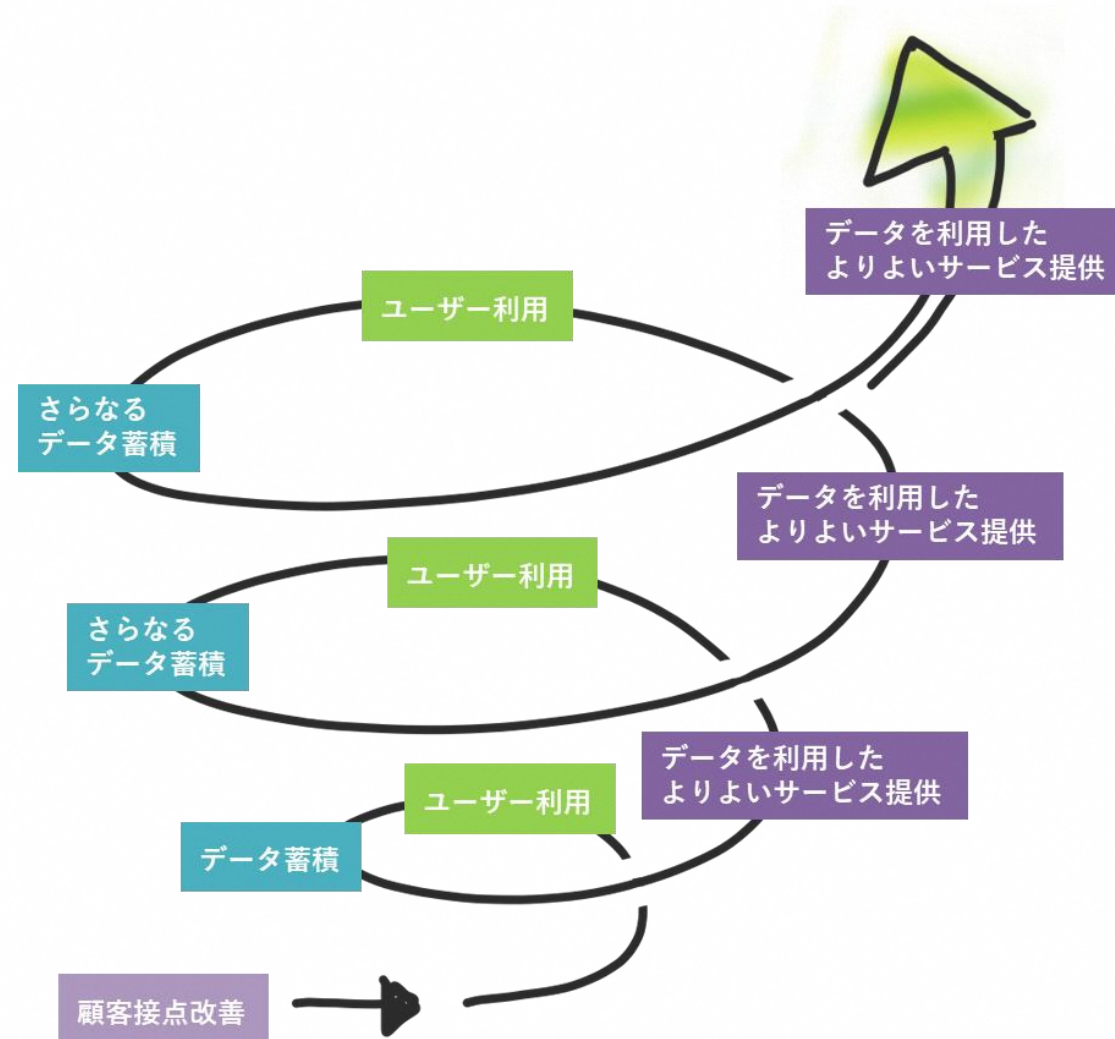 データを利用した
よりよいサービス提供
ユーザー利用
さらなる
データ蓄積
データを利用した
よりよいサービス提供
ユーザー利用
さらなる
データ蓄積
データを利用した
よりよいサービス提供
ユーザー利用
データ蓄積
顧客接点改善